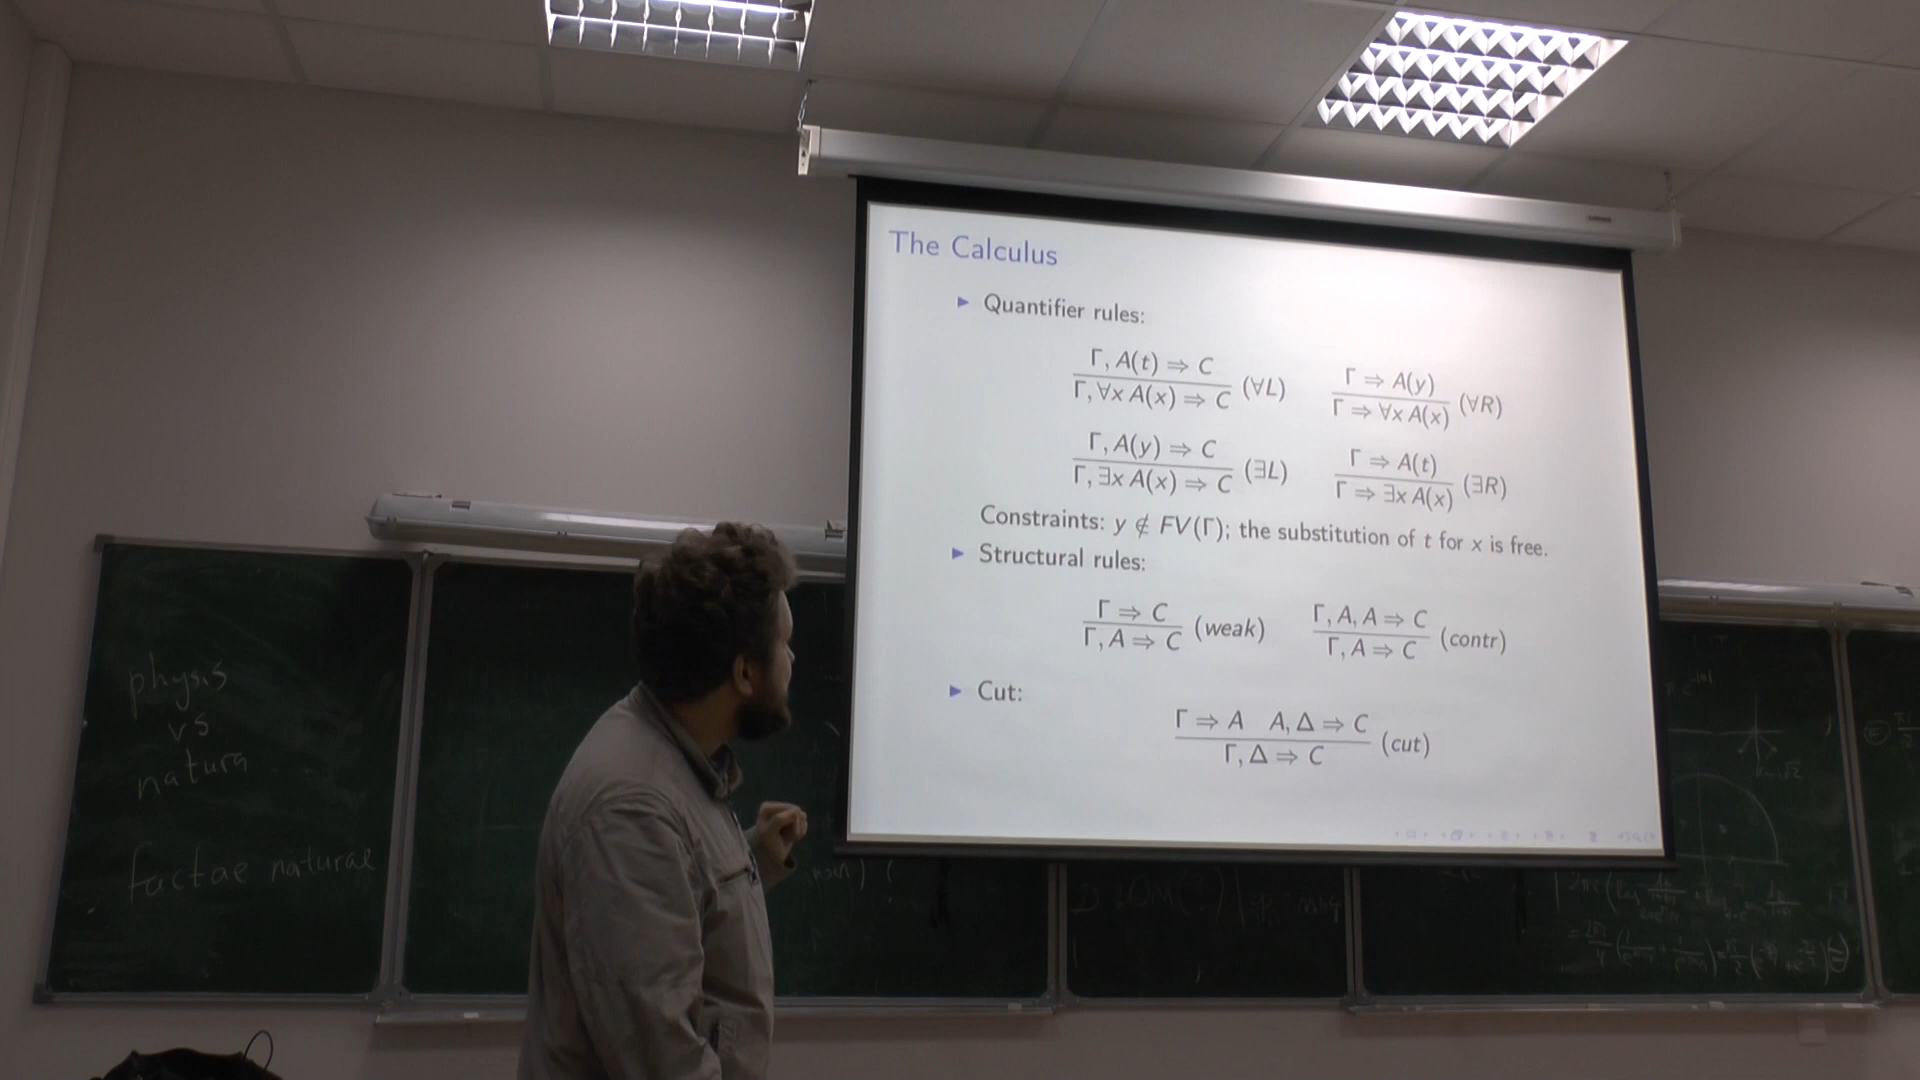 The Calculus
▶ Quantifier rules:
Γ, A(t) ⇒ C
Γ, ∀x A(x) ⇒ C (∀L)
Γ ⇒ A(y)
Γ ⇒ ∀x A(x) (∀R)
Γ, A(y) ⇒ C
Γ, ∃x A(x) ⇒ C (∃L)
Γ ⇒ A(t)
Γ ⇒ ∃x A(x) (∃R)
Constraints: y ∉ FV(Γ); the substitution of t for x is free.
▶ Structural rules:
Γ ⇒ C
Γ, A ⇒ C (weak)
Γ, A, A ⇒ C
Γ, A ⇒ C (contr)
▶ Cut:
Γ ⇒ A A, Δ ⇒ C
Γ, Δ ⇒ C (cut)
physis
vs
natura
factae naturae